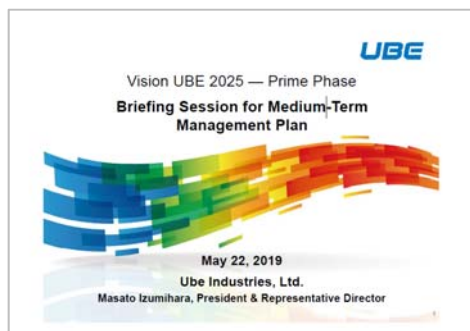 UBE
Vision UBE 2025 — Prime Phase
Briefing Session for Medium-Term
Management Plan
May 22, 2019
Ube Industries, Ltd.
Masato Izumihara, President & Representative Director